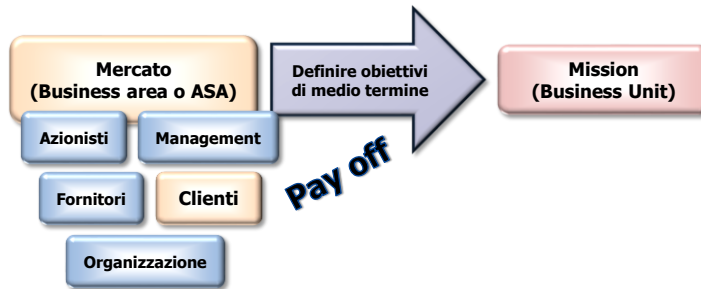 Mercato
(Business area o ASA)
Definire obiettivi
di medio termine
Mission
(Business Unit)
Azionisti
Management
Pay off
Fornitori
Clienti
Organizzazione